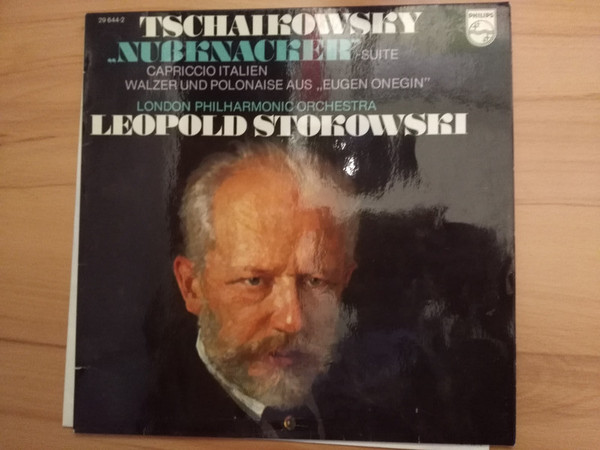 29 644-2
PHILIPS
TSCHAIKOWSKY
„NUßKNACKER"-SUITE
CAPRICCIO ITALIEN
WALZER UND POLONAISE AUS „EUGEN ONEGIN"
LONDON PHILHARMONIC ORCHESTRA
LEOPOLD STOKOWSKI